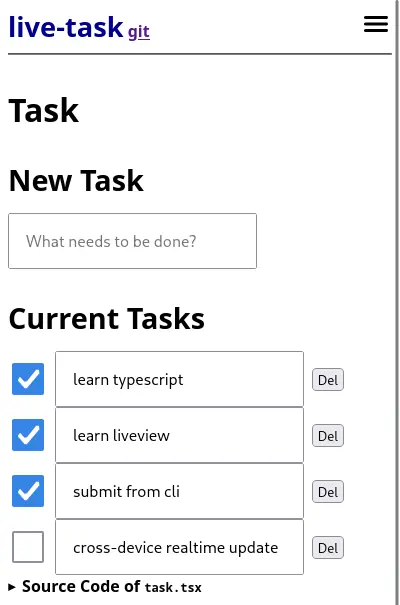 live-task git
Task
New Task
What needs to be done?
Current Tasks
learn typescript Del
learn liveview Del
submit from cli Del
cross-device realtime update Del
Source Code of task.tsx